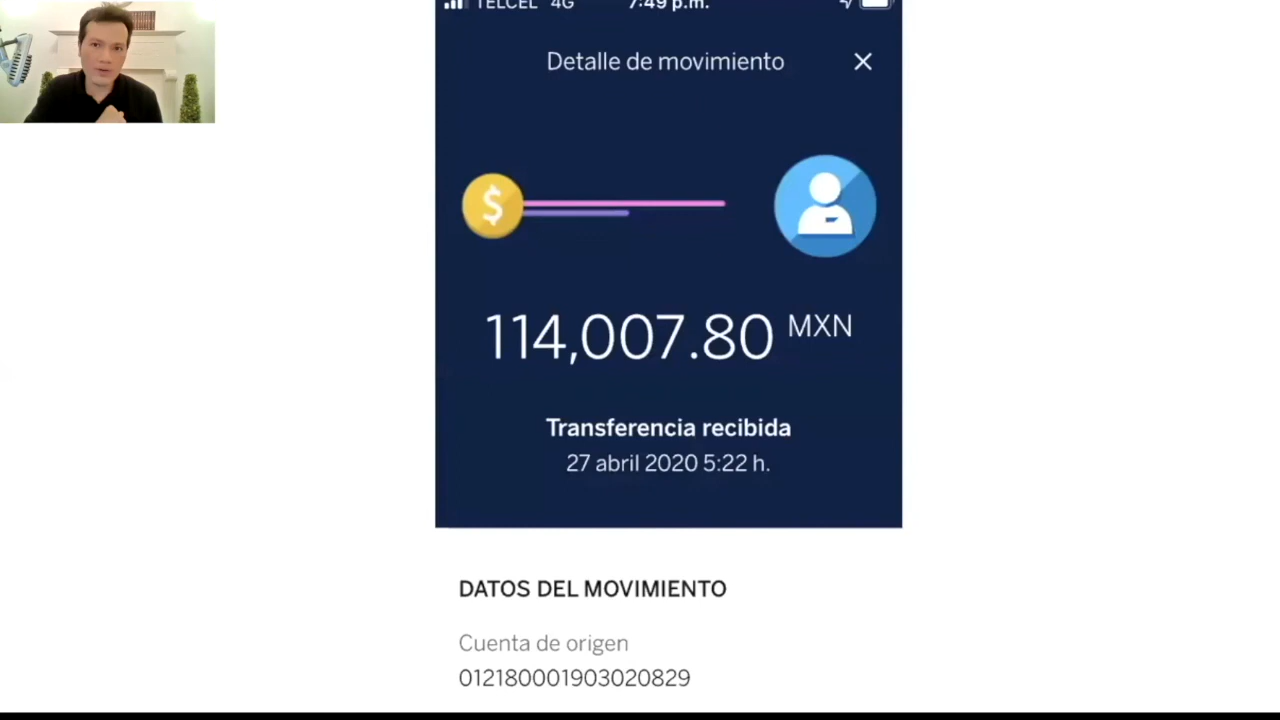 TELCEL 4G 7:49 p.m.
Detalle de movimiento
$
114,007.80 MXN
Transferencia recibida
27 abril 2020 5:22 h.
DATOS DEL MOVIMIENTO
Cuenta de origen
012180001903020829